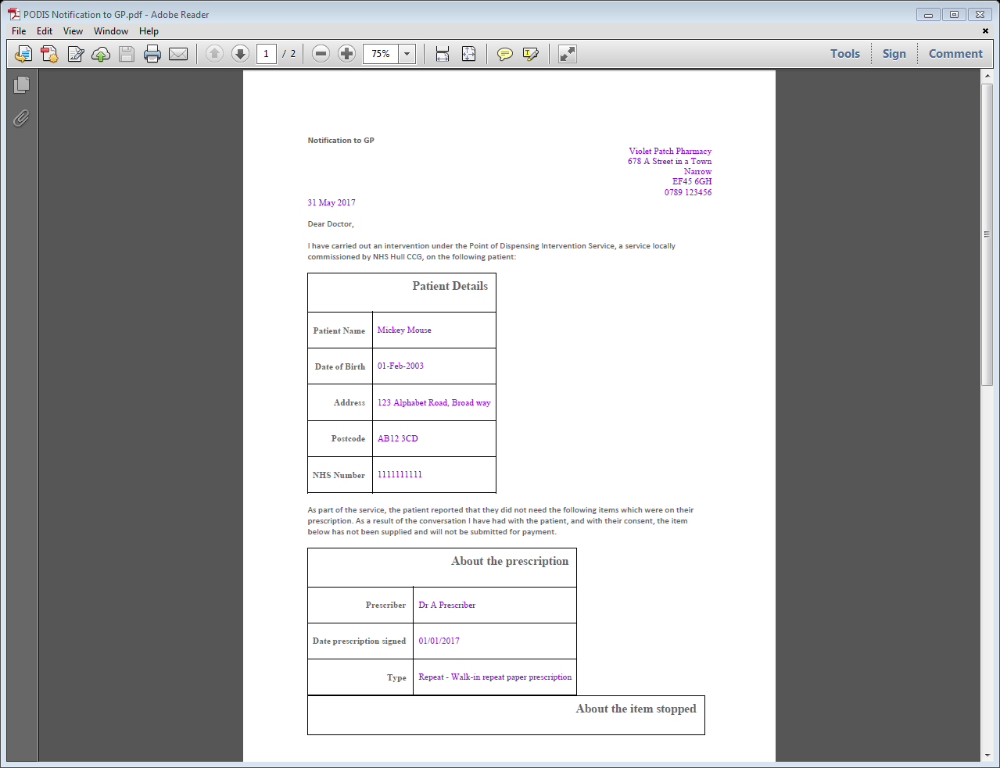 PODIS Notification to GP.pdf - Adobe Reader
File Edit View Window Help
1 / 2 75% Tools Sign Comment
Notification to GP
Violet Patch Pharmacy
678 A Street in a Town
Narrow
EF45 6GH
0789 123456
31 May 2017
Dear Doctor,
I have carried out an intervention under the Point of Dispensing Intervention Service, a service locally
commissioned by NHS Hull CCG, on the following patient:
Patient Details
Patient Name Mickey Mouse
Date of Birth 01-Feb-2003
Address 123 Alphabet Road, Broad way
Postcode AB12 3CD
NHS Number 1111111111
As part of the service, the patient reported that they did not need the following items which were on their
prescription. As a result of the conversation I have had with the patient, and with their consent, the item
below has not been supplied and will not be submitted for payment.
About the prescription
Prescriber Dr A Prescriber
Date prescription signed 01/01/2017
Type Repeat - Walk-in repeat paper prescription
About the item stopped